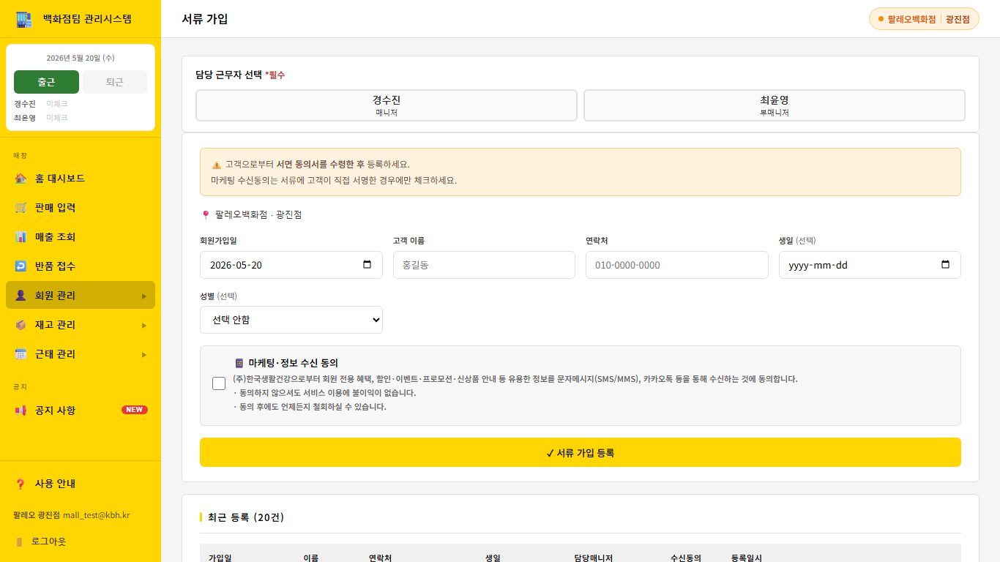 백화점팀 관리시스템
2026년 5월 20일 (수)
출근
퇴근
경수진 미체크
최윤영 미체크
매장
홈 대시보드
판매 입력
매출 조회
반품 접수
회원 관리
재고 관리
근태 관리
공지
공지 사항 NEW
사용 안내
팔레오 광진점 mall_test@kbh.kr
로그아웃
서류 가입
팔레오백화점 | 광진점
담당 근무자 선택 *필수
경수진
매니저
최윤영
부매니저
고객으로부터 서면 동의서를 수령한 후 등록하세요.
마케팅 수신동의는 서류에 고객이 직접 서명한 경우에만 체크하세요.
팔레오백화점 · 광진점
회원가입일
2026-05-20
고객 이름
홍길동
연락처
010-0000-0000
생일 (선택)
yyyy-mm-dd
성별 (선택)
선택 안함
마케팅·정보 수신 동의
(주)한국생활건강으로부터 회원 전용 혜택, 할인·이벤트·프로모션·신상품 안내 등 유용한 정보를 문자메시지(SMS/MMS), 카카오톡 등을 통해 수신하는 것에 동의합니다.
· 동의하지 않으셔도 서비스 이용에 불이익이 없습니다.
· 동의 후에도 언제든지 철회하실 수 있습니다.
✓ 서류 가입 등록
최근 등록 (20건)
가입일 이름 연락처 생일 담당매니저 수신동의 등록일시